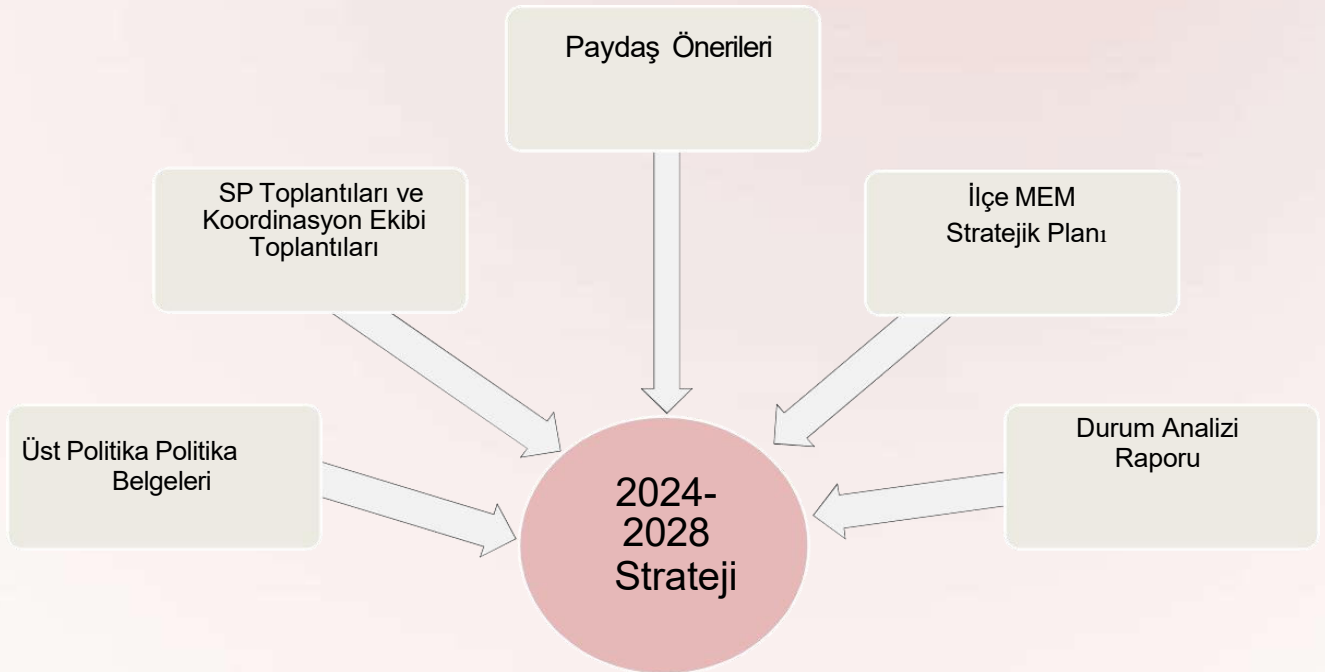 Paydaş Önerileri
SP Toplantıları ve
Koordinasyon Ekibi
Toplantıları
İlçe MEM
Stratejik Planı
Üst Politika Politika
Belgeleri
Durum Analizi
Raporu
2024-
2028
Strateji